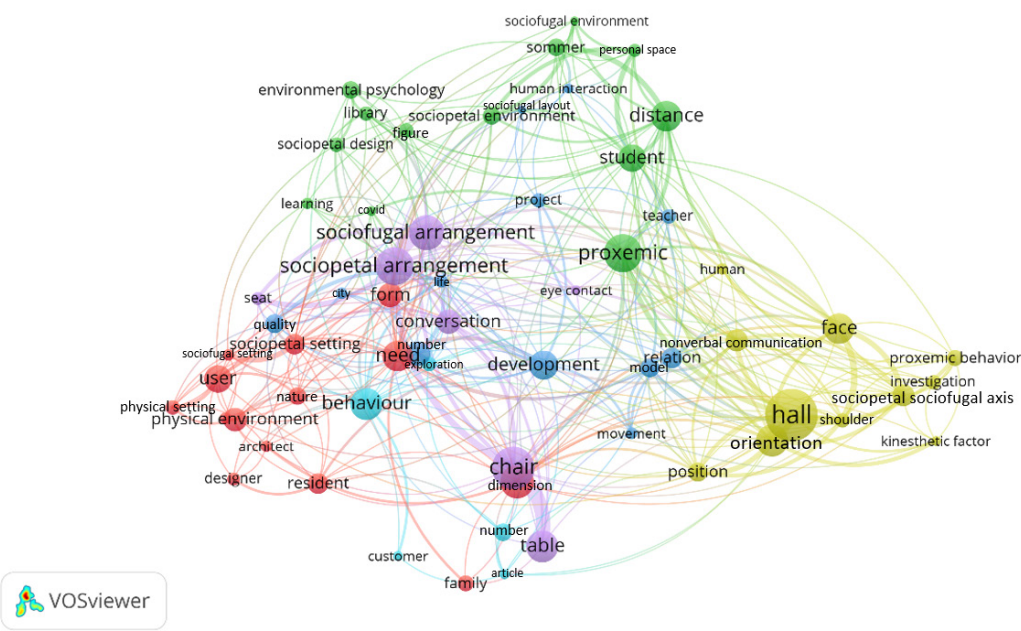 sociofugal environment
sommer
personal space
environmental psychology
human interaction
library
sociofugal layout
sociopetal environment
distance
figure
sociopetal design
student
learning
covid
project
teacher
sociofugal arrangement
proxemic
sociopetal arrangement
human
life
eye contact
seat
city
form
quality
conversation
face
sociopetal setting
number
nonverbal communication
sociofugal setting
need
exploration
development
relation
model
proxemic behavior
user
investigation
nature
sociopetal sociofugal axis
physical setting
behaviour
physical environment
hall
shoulder
movement
orientation
kinesthetic factor
architect
chair
position
designer
resident
dimension
number
table
customer
article
family
VOSviewer